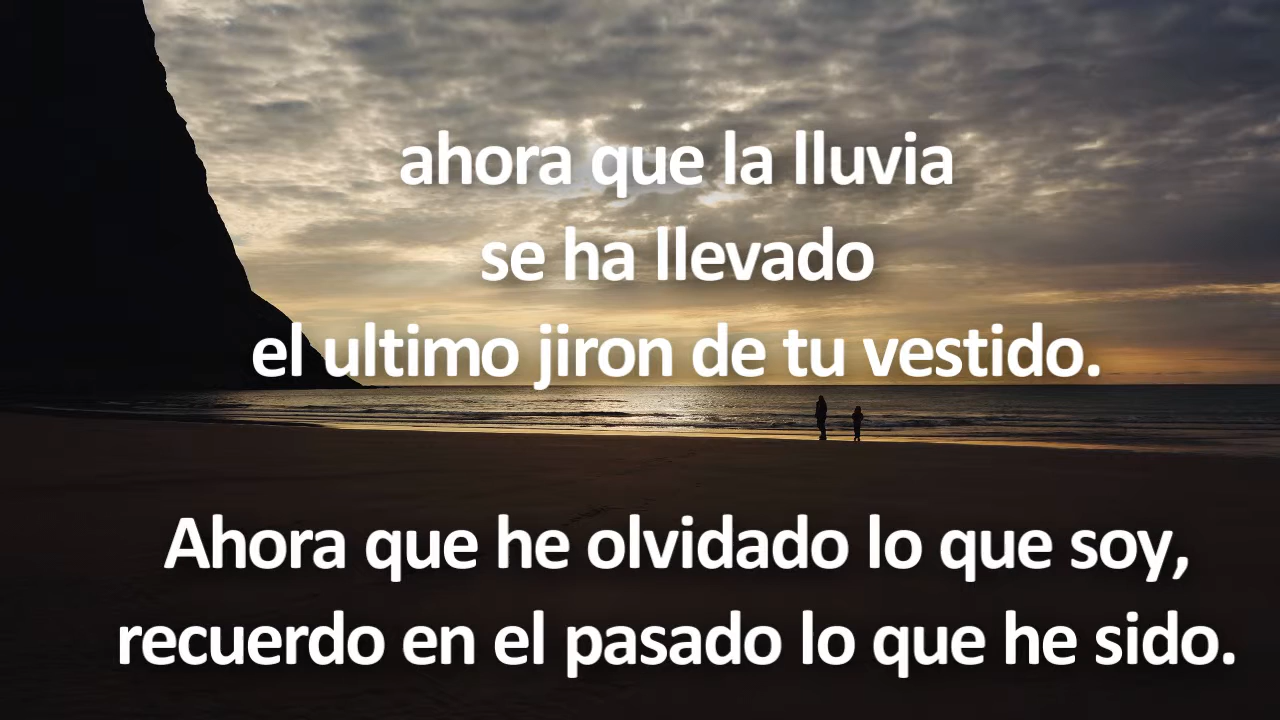 ahora que la lluvia
se ha llevado
el ultimo jiron de tu vestido.
Ahora que he olvidado lo que soy,
recuerdo en el pasado lo que he sido.